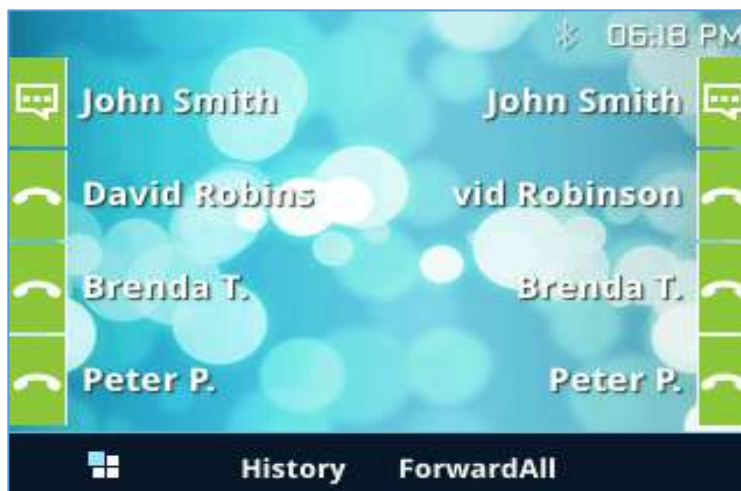 06:18 PM
John Smith John Smith
David Robins vid Robinson
Brenda T. Brenda T.
Peter P. Peter P.
History ForwardAll